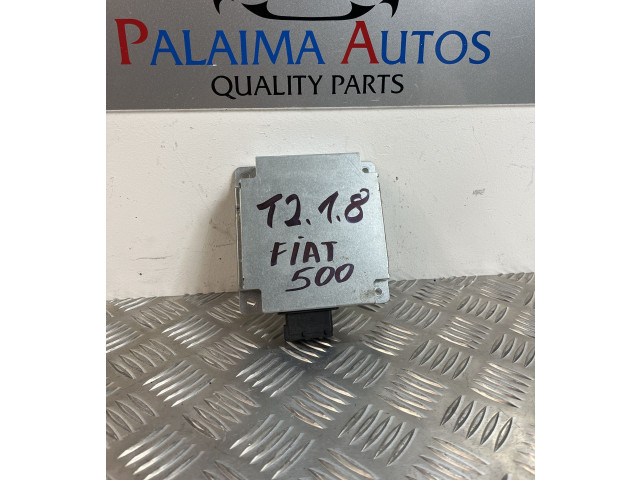 PALAIMA AUTOS
QUALITY PARTS
T2.1.8
FIAT
500